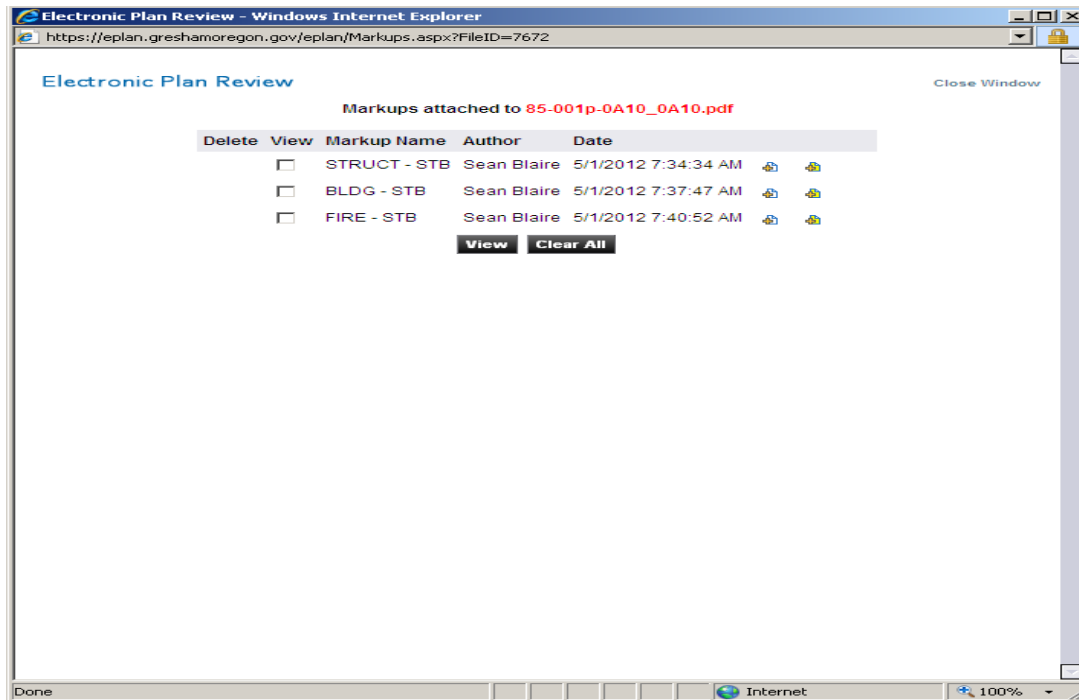 Electronic Plan Review - Windows Internet Explorer
https://eplan.greshamoregon.gov/eplan/Markups.aspx?FileID=7672
Electronic Plan Review
Close Window
Markups attached to 85-001p-0A10_0A10.pdf
Delete View Markup Name Author Date
STRUCT - STB Sean Blaire 5/1/2012 7:34:34 AM
BLDG - STB Sean Blaire 5/1/2012 7:37:47 AM
FIRE - STB Sean Blaire 5/1/2012 7:40:52 AM
View Clear All
Done Internet 100%